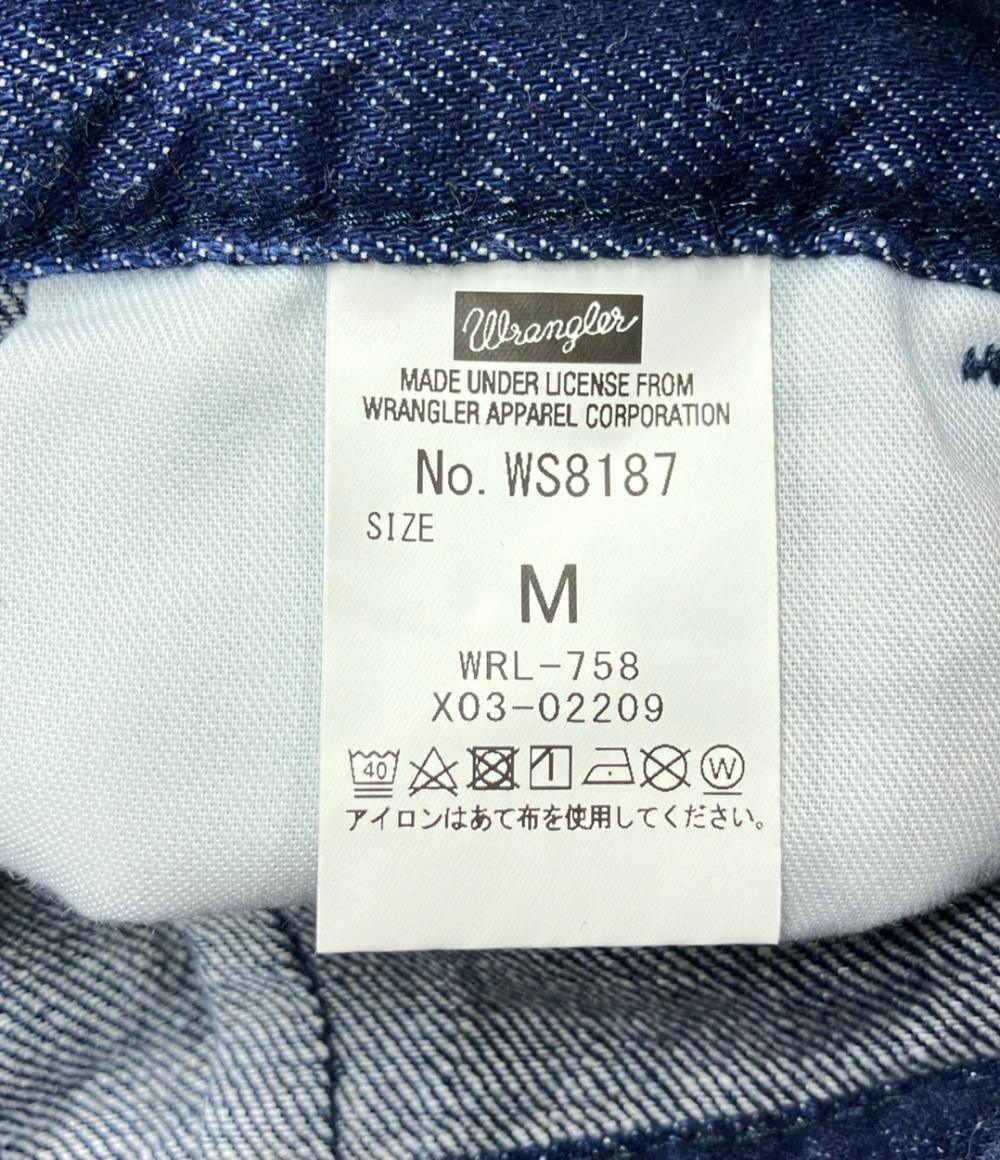 Wrangler
MADE UNDER LICENSE FROM
WRANGLER APPAREL CORPORATION
No. WS8187
SIZE
M
WRL-758
X03-02209
40 W
アイロンはあて布を使用してください。